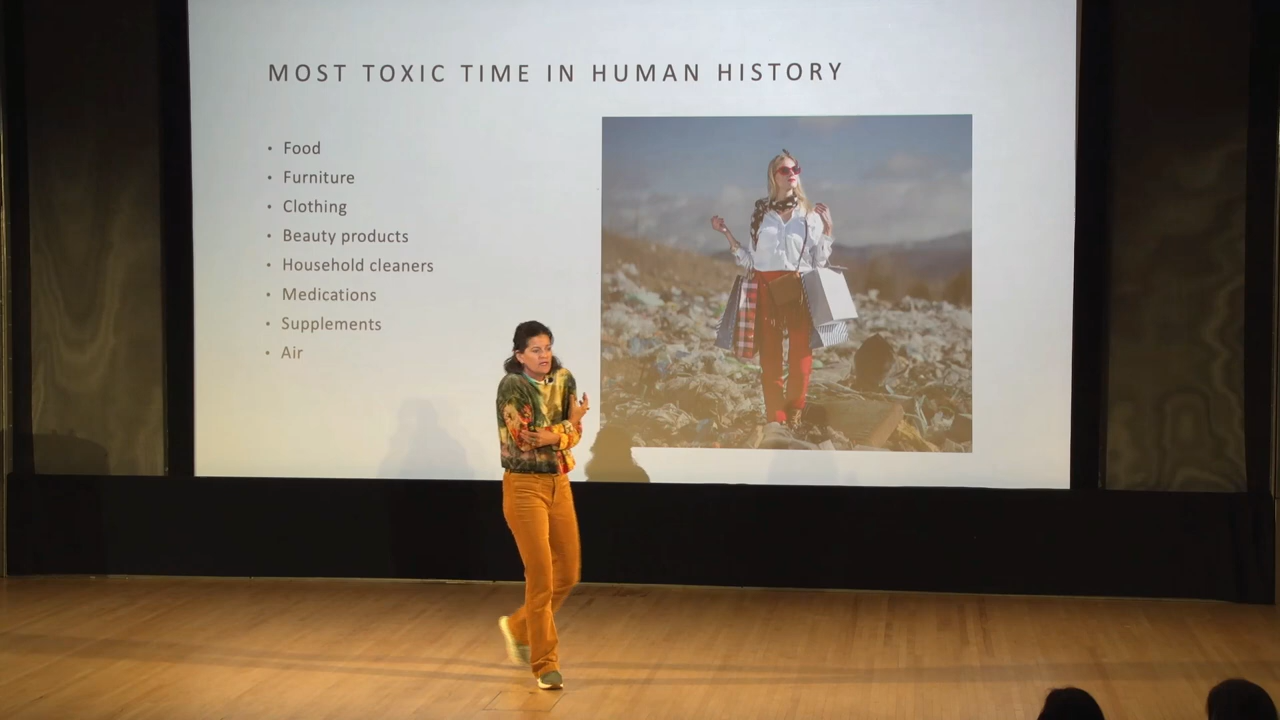 MOST TOXIC TIME IN HUMAN HISTORY
• Food
• Furniture
• Clothing
• Beauty products
• Household cleaners
• Medications
• Supplements
• Air